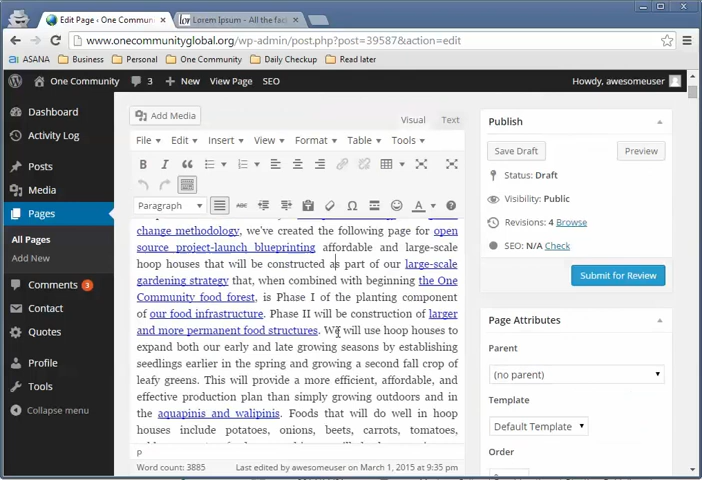 Edit Page ‹ One Community
Lorem Ipsum - All the fac
www.onecommunityglobal.org/wp-admin/post.php?post=39587&action=edit
ASANA Business Personal One Community Daily Checkup Read later
One Community 3 New View Page SEO Howdy, awesomeuser
Dashboard
Activity Log
Posts
Media
Pages
All Pages
Add New
Comments 3
Contact
Quotes
Profile
Tools
Collapse menu
Add Media
Visual Text
File Edit Insert View Format Table Tools
Paragraph
change methodology, we've created the following page for open
source project-launch blueprinting affordable and large-scale
hoop houses that will be constructed as part of our large-scale
gardening strategy that, when combined with beginning the One
Community food forest, is Phase I of the planting component
of our food infrastructure. Phase II will be construction of larger
and more permanent food structures. We will use hoop houses to
expand both our early and late growing seasons by establishing
seedlings earlier in the spring and growing a second fall crop of
leafy greens. This will provide a more efficient, affordable, and
effective production plan than simply growing outdoors and in
the aquapinis and walipinis. Foods that will do well in hoop
houses include potatoes, onions, beets, carrots, tomatoes,
p
Word count: 3885 Last edited by awesomeuser on March 1, 2015 at 9:35 pm
Publish
Save Draft Preview
Status: Draft
Visibility: Public
Revisions: 4 Browse
SEO: N/A Check
Submit for Review
Page Attributes
Parent
(no parent)
Template
Default Template
Order